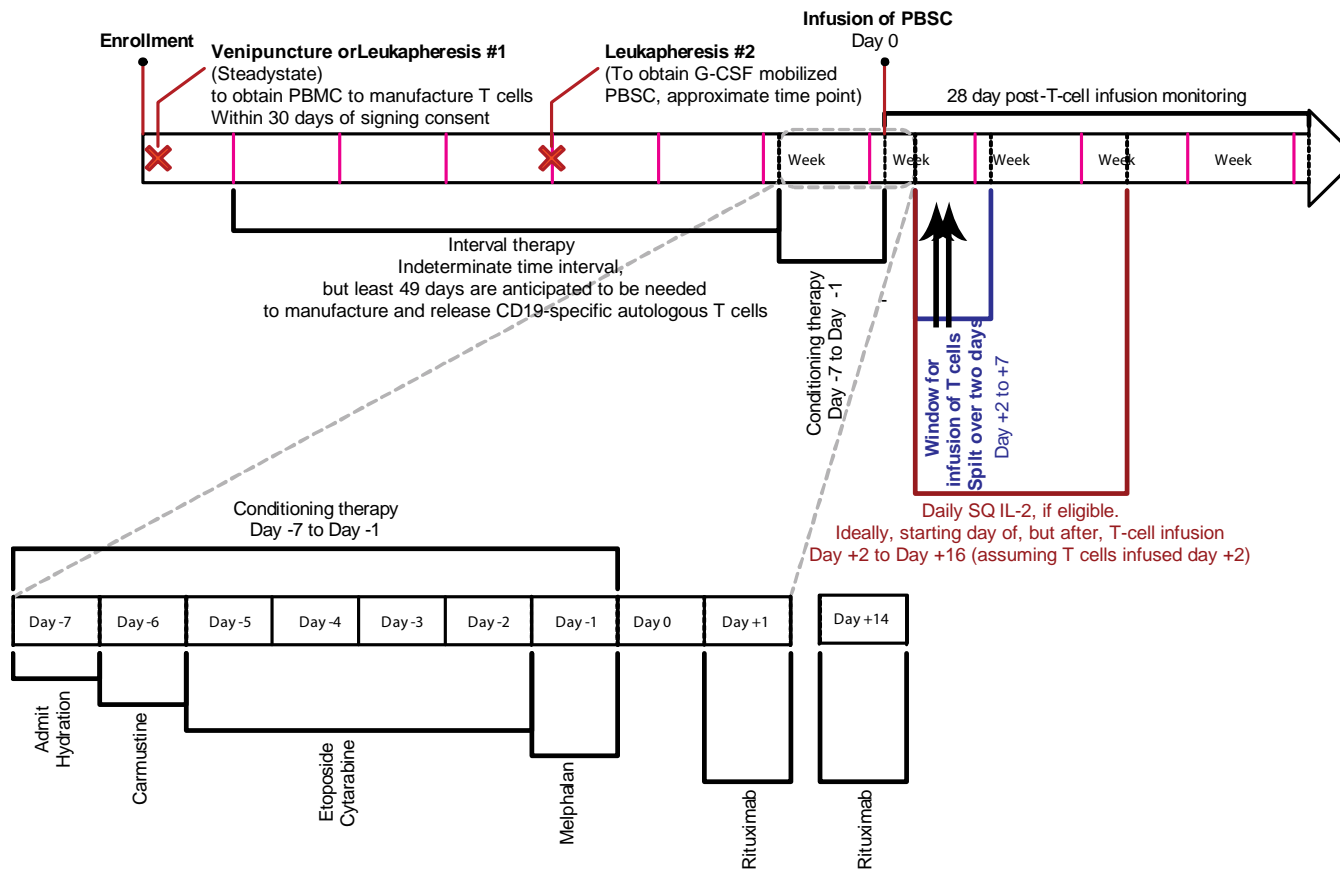 Infusion of PBSC
Day 0
Enrollment
Venipuncture orLeukapheresis #1
(Steadystate)
to obtain PBMC to manufacture T cells
Within 30 days of signing consent
Leukapheresis #2
(To obtain G-CSF mobilized
PBSC, approximate time point)
28 day post-T-cell infusion monitoring
Week
Week
Week
Week
Week
Interval therapy
Indeterminate time interval,
but least 49 days are anticipated to be needed
to manufacture and release CD19-specific autologous T cells
Conditioning therapy
Day -7 to Day -1
-
Window for
infusion of T cells
Spilt over two days
Day +2 to +7
Daily SQ IL-2, if eligible.
Ideally, starting day of, but after, T-cell infusion
Day +2 to Day +16 (assuming T cells infused day +2)
Conditioning therapy
Day -7 to Day -1
Day -7
Day -6
Day -5
Day -4
Day -3
Day -2
Day -1
Day 0
Day +1
Day +14
Admit
Hydration
Carmustine
Etoposide
Cytarabine
Melphalan
Rituximab
Rituximab